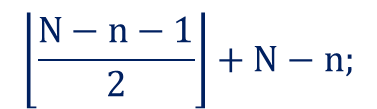 ⌊(N − n − 1)/2⌋ + N − n;